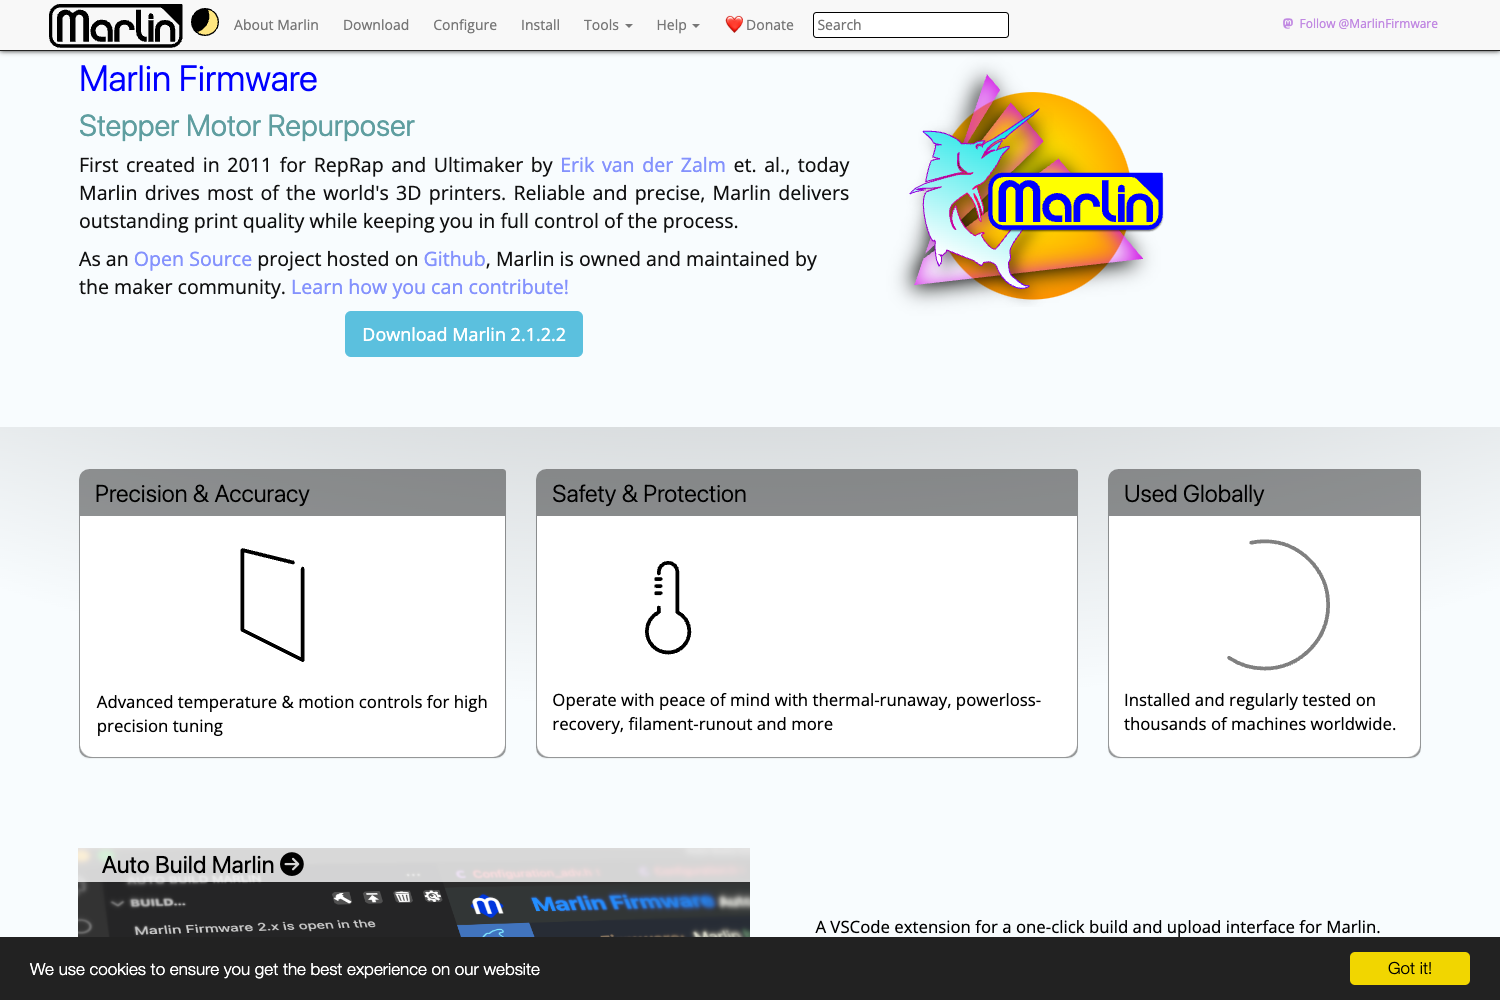 Marlin About Marlin Download Configure Install Tools Help Donate Search Follow @MarlinFirmware
Marlin Firmware
Stepper Motor Repurposer
First created in 2011 for RepRap and Ultimaker by Erik van der Zalm et. al., today
Marlin drives most of the world's 3D printers. Reliable and precise, Marlin delivers
outstanding print quality while keeping you in full control of the process.
As an Open Source project hosted on Github, Marlin is owned and maintained by
the maker community. Learn how you can contribute!
Download Marlin 2.1.2.2
Marlin
Precision & Accuracy
Advanced temperature & motion controls for high
precision tuning
Safety & Protection
Operate with peace of mind with thermal-runaway, powerloss-
recovery, filament-runout and more
Used Globally
Installed and regularly tested on
thousands of machines worldwide.
Auto Build Marlin
AUTO BUILD MARLIN
BUILD...
Marlin Firmware 2.x is open in the
Marlin Firmware
Marlin
A VSCode extension for a one-click build and upload interface for Marlin.
We use cookies to ensure you get the best experience on our website
Got it!